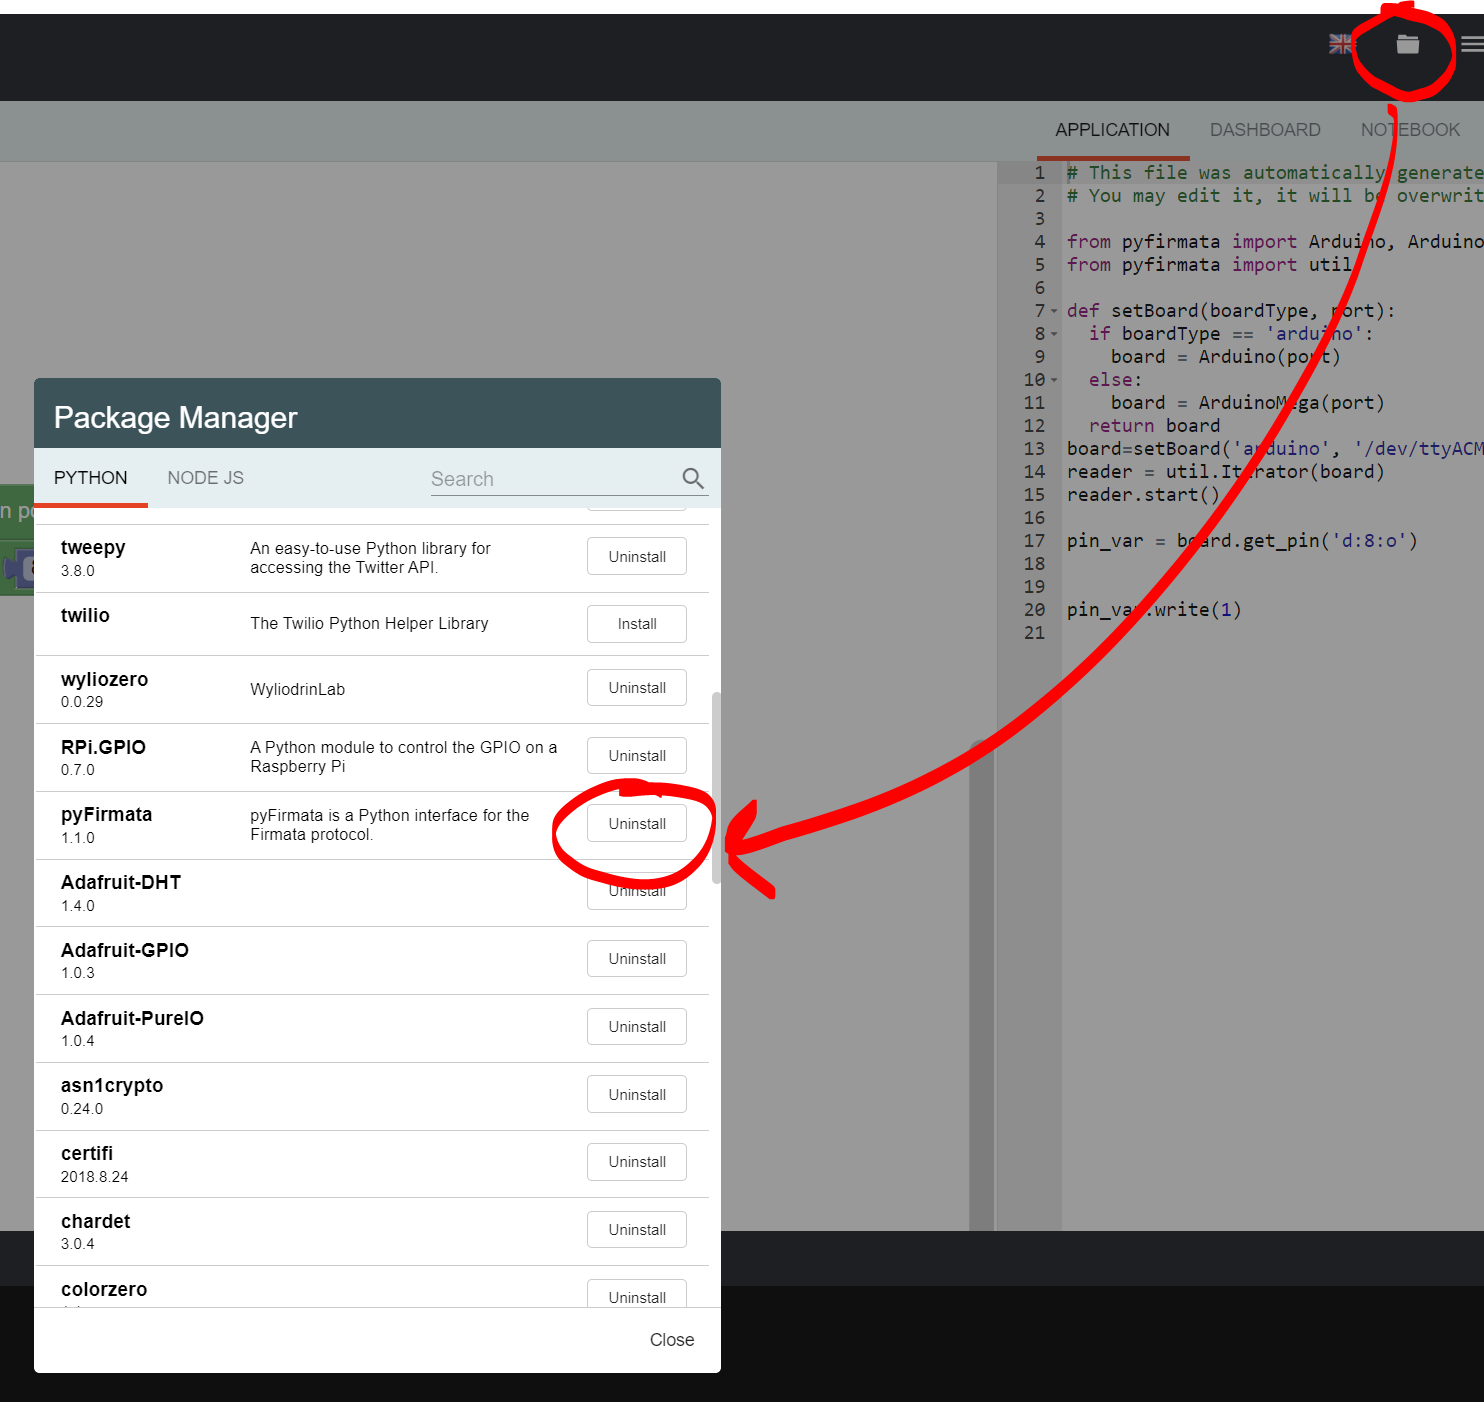 APPLICATION DASHBOARD NOTEBOOK
1 # This file was automatically generate
2 # You may edit it, it will be overwrit
3
4 from pyfirmata import Arduino, Arduino
5 from pyfirmata import util
6
7 def setBoard(boardType, port):
8 if boardType == 'arduino':
9 board = Arduino(port)
10 else:
11 board = ArduinoMega(port)
12 return board
13 board=setBoard('arduino', '/dev/ttyACM
14 reader = util.Iterator(board)
15 reader.start()
16
17 pin_var = board.get_pin('d:8:o')
18
19
20 pin_var.write(1)
21
Package Manager
PYTHON NODE JS Search
tweepy
3.8.0
An easy-to-use Python library for
accessing the Twitter API.
Uninstall
twilio
The Twilio Python Helper Library
Install
wyliozero
0.0.29
WyliodrinLab
Uninstall
RPi.GPIO
0.7.0
A Python module to control the GPIO on a
Raspberry Pi
Uninstall
pyFirmata
1.1.0
pyFirmata is a Python interface for the
Firmata protocol.
Uninstall
Adafruit-DHT
1.4.0
Uninstall
Adafruit-GPIO
1.0.3
Uninstall
Adafruit-PureIO
1.0.4
Uninstall
asn1crypto
0.24.0
Uninstall
certifi
2018.8.24
Uninstall
chardet
3.0.4
Uninstall
colorzero
Uninstall
Close